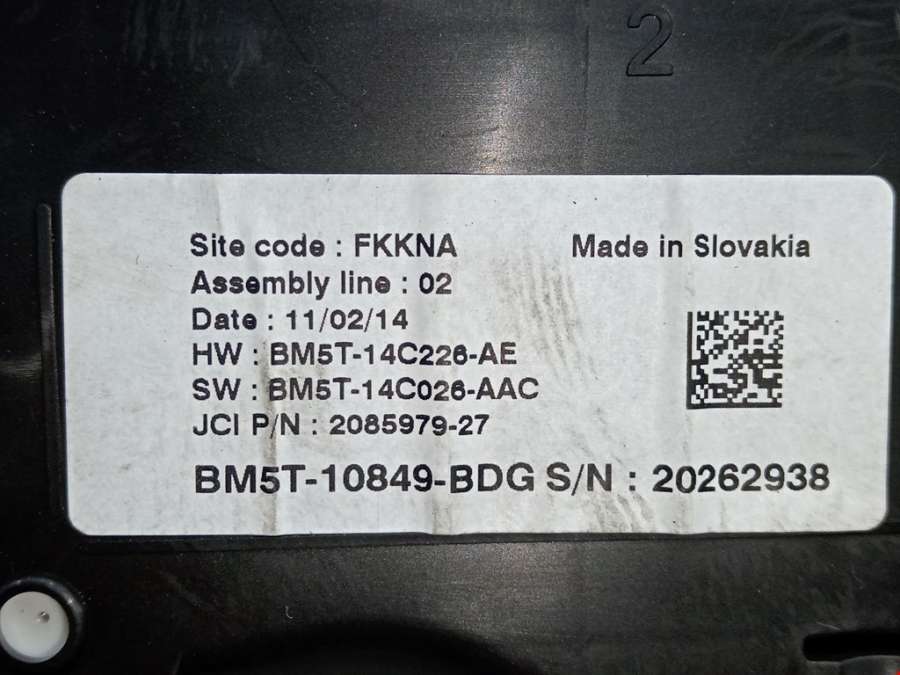 2
Site code : FKKNA Made in Slovakia
Assembly line : 02
Date : 11/02/14
HW : BM5T-14C226-AE
SW : BM5T-14C026-AAC
JCI P/N : 2085979-27
BM5T-10849-BDG S/N : 20262938